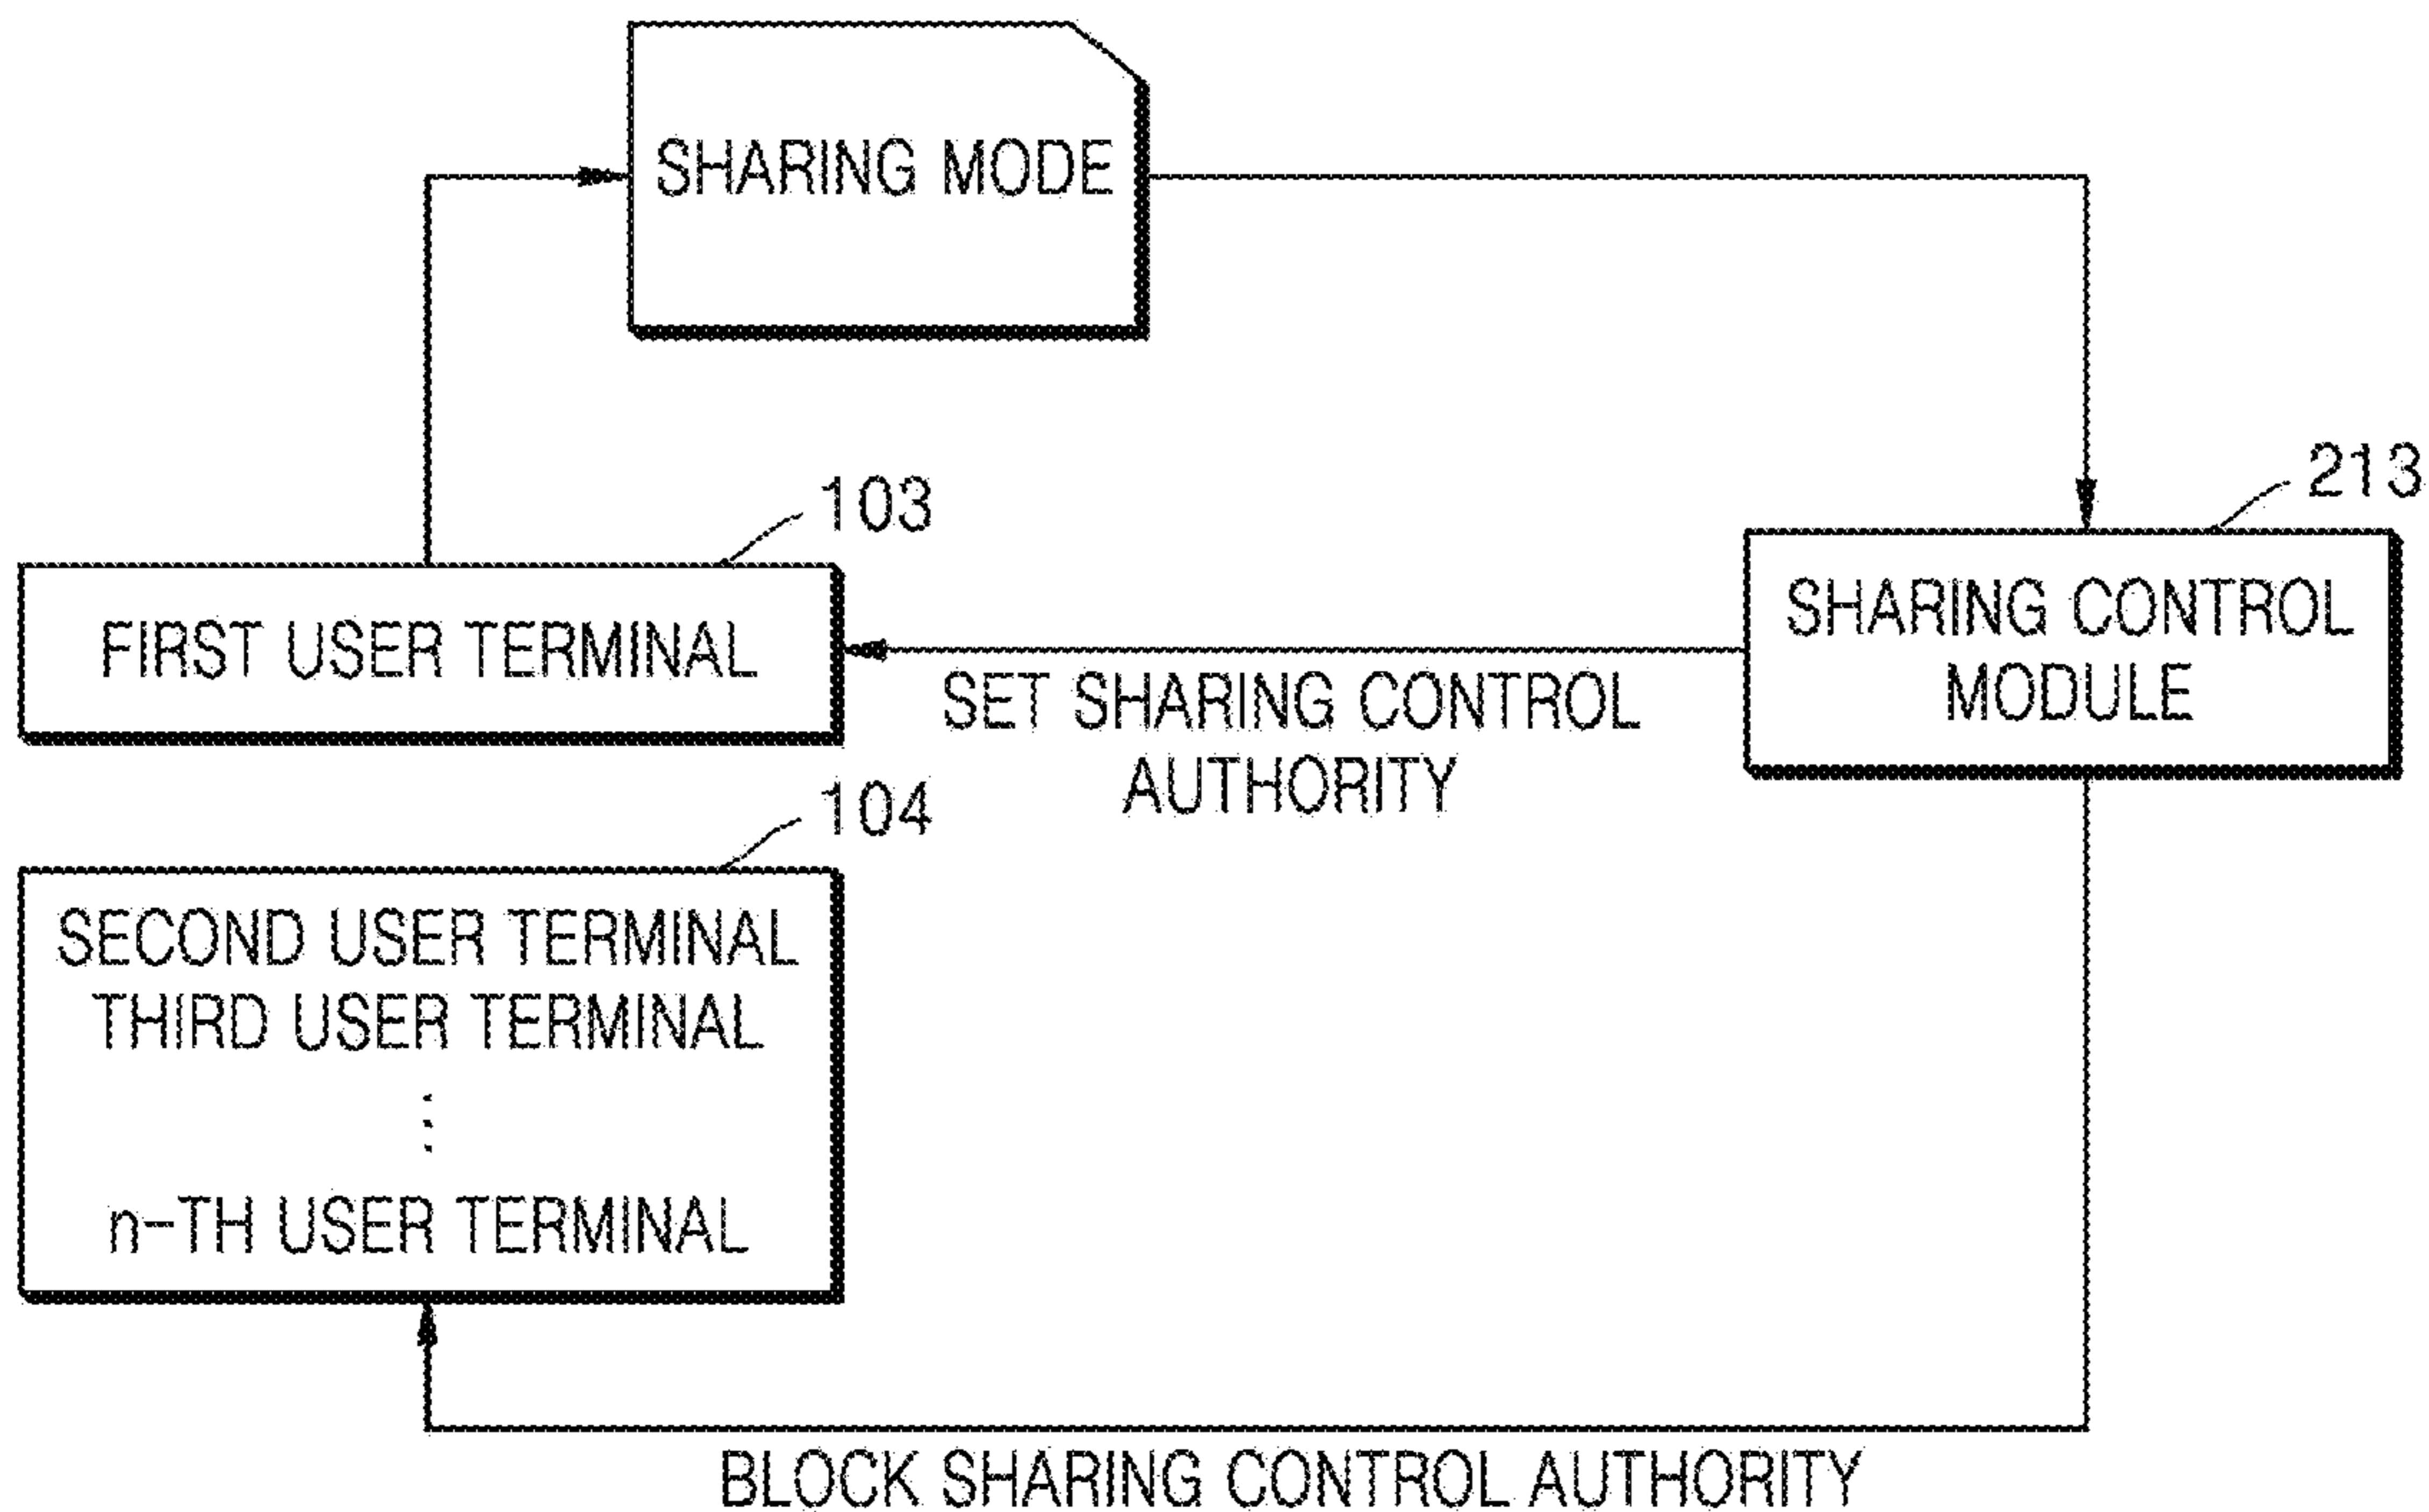 SHARING MODE
103
213
FIRST USER TERMINAL
SHARING CONTROL
MODULE
SET SHARING CONTROL
AUTHORITY
104
SECOND USER TERMINAL
THIRD USER TERMINAL
⋮
n-TH USER TERMINAL
BLOCK SHARING CONTROL AUTHORITY